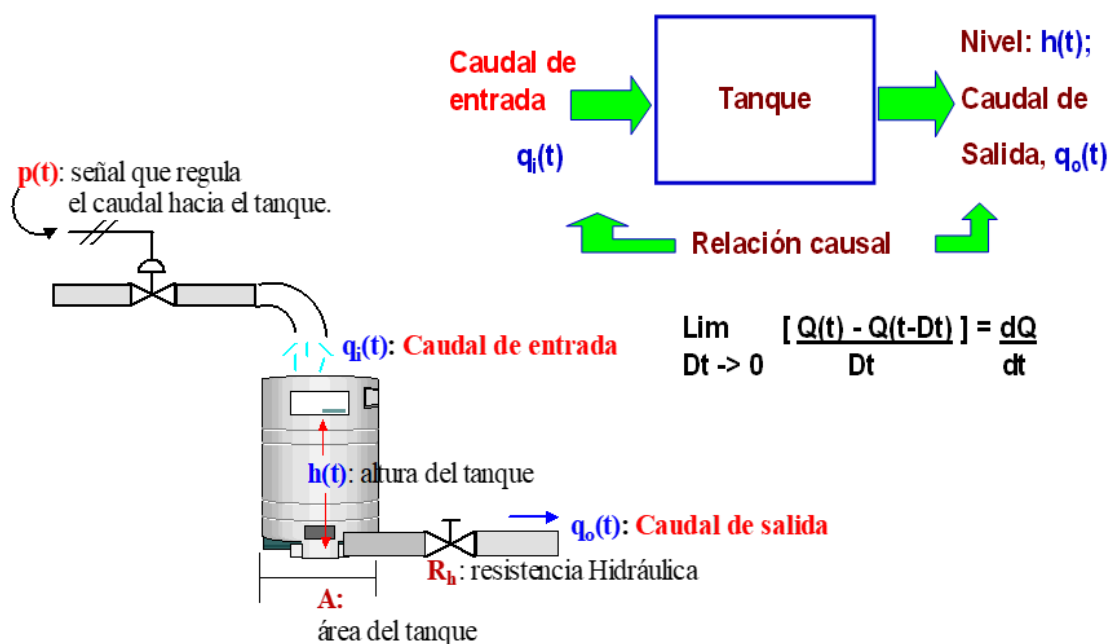 Caudal de
entrada
qi(t)
Tanque
Nivel: h(t);
Caudal de
Salida, qo(t)
Relación causal
p(t): señal que regula
el caudal hacia el tanque.
Lim [ Q(t) - Q(t-Dt) ] = dQ
Dt -> 0 Dt dt
qi(t): Caudal de entrada
h(t): altura del tanque
qo(t): Caudal de salida
Rh: resistencia Hidráulica
A:
área del tanque